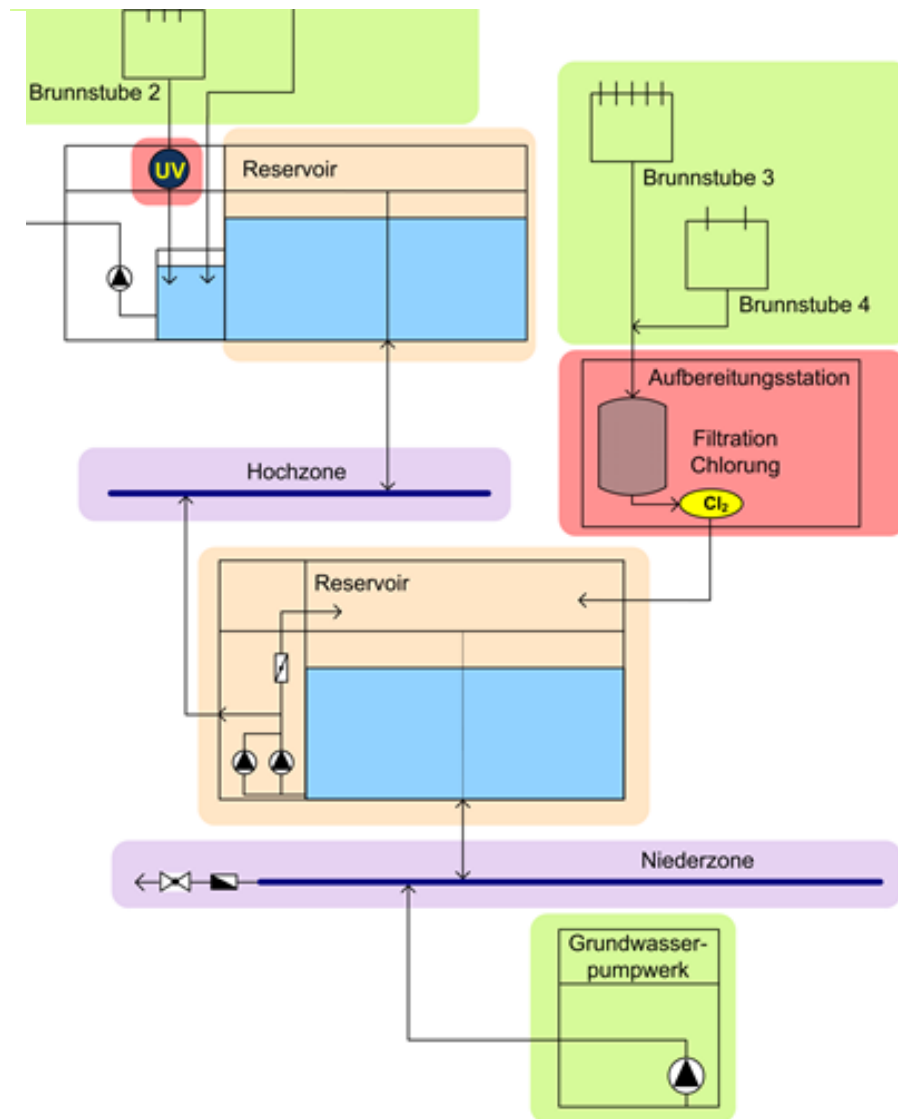 Brunnstube 2
UV
Reservoir
Brunnstube 3
Brunnstube 4
Aufbereitungsstation
Filtration
Chlorung
Cl₂
Hochzone
Reservoir
Niederzone
Grundwasser-
pumpwerk